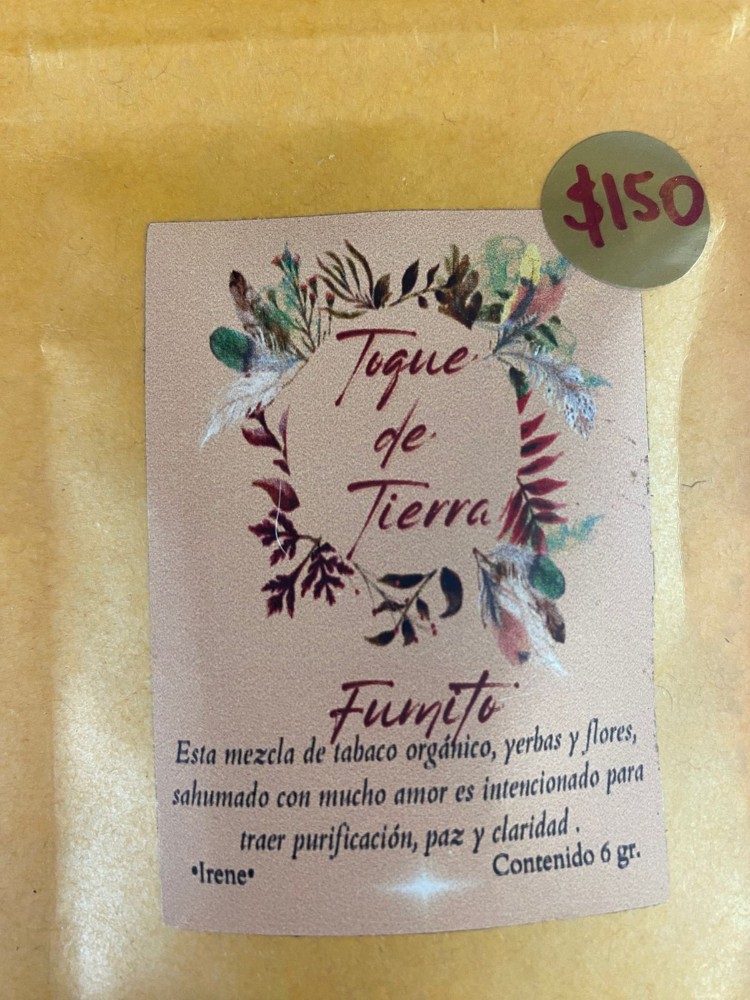 $150
Toque
de
Tierra
Fumito
Esta mezcla de tabaco orgánico, yerbas y flores,
sahumado con mucho amor es intencionado para
traer purificación, paz y claridad .
•Irene•
Contenido 6 gr.